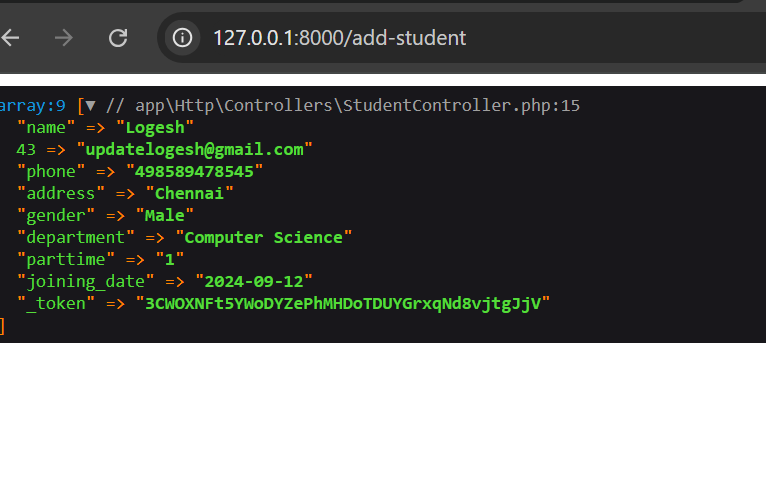 127.0.0.1:8000/add-student
array:9 [▼ // app\Http\Controllers\StudentController.php:15
"name" => "Logesh"
43 => "updatelogesh@gmail.com"
"phone" => "498589478545"
"address" => "Chennai"
"gender" => "Male"
"department" => "Computer Science"
"parttime" => "1"
"joining_date" => "2024-09-12"
"_token" => "3CWOXNFt5YWoDYZePhMHDoTDUYGrxqNd8vjtgJjV"
]